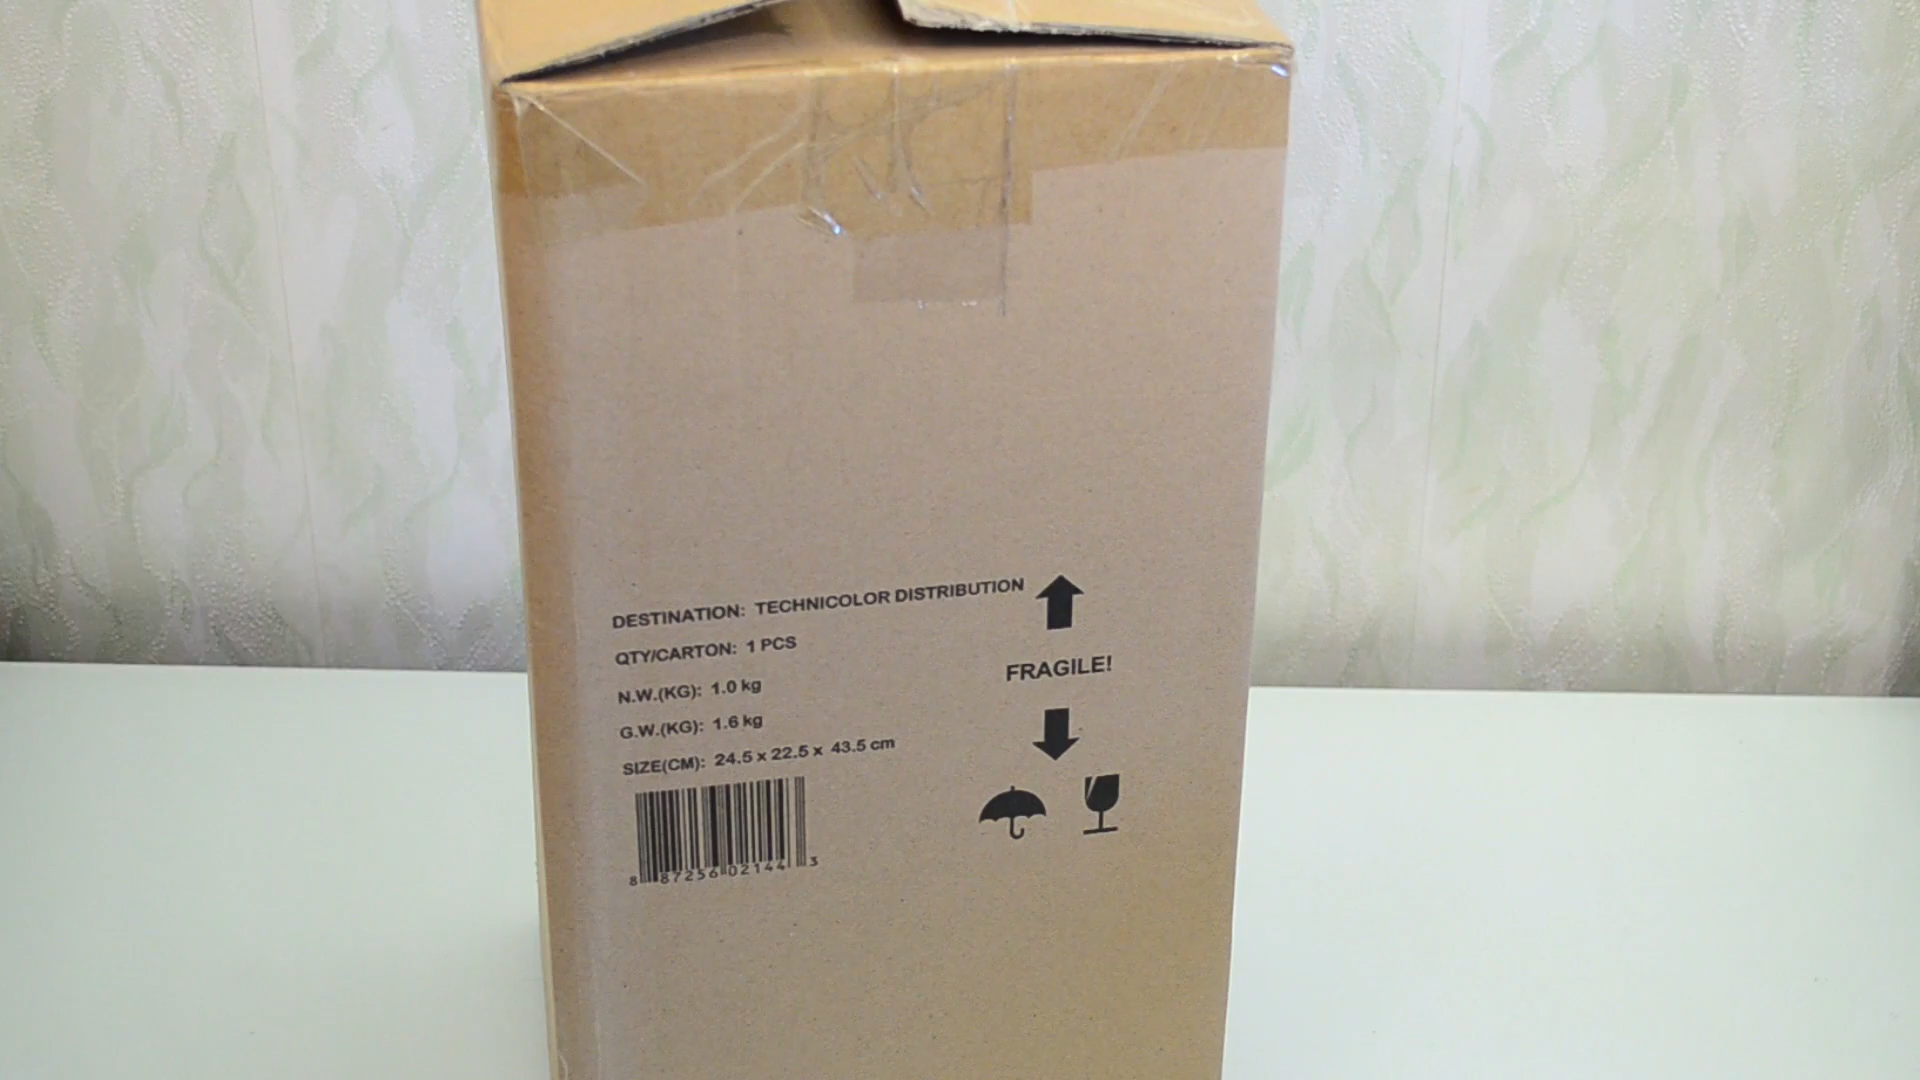 DESTINATION: TECHNICOLOR DISTRIBUTION
QTY/CARTON: 1 PCS
N.W.(KG): 1.0 kg
G.W.(KG): 1.6 kg
SIZE(CM): 24.5 x 22.5 x 43.5 cm
8 87256 02144 3
FRAGILE!